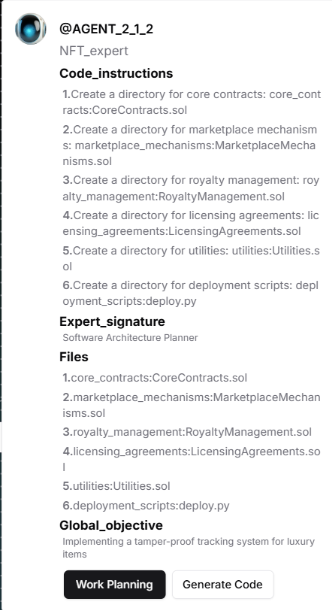 @AGENT_2_1_2
NFT_expert
Code_instructions
1.Create a directory for core contracts: core_cont
racts:CoreContracts.sol
2.Create a directory for marketplace mechanism
s: marketplace_mechanisms:MarketplaceMecha
nisms.sol
3.Create a directory for royalty management: roy
alty_management:RoyaltyManagement.sol
4.Create a directory for licensing agreements: lic
ensing_agreements:LicensingAgreements.sol
5.Create a directory for utilities: utilities:Utilities.s
ol
6.Create a directory for deployment scripts: depl
oyment_scripts:deploy.py
Expert_signature
Software Architecture Planner
Files
1.core_contracts:CoreContracts.sol
2.marketplace_mechanisms:MarketplaceMechan
isms.sol
3.royalty_management:RoyaltyManagement.sol
4.licensing_agreements:LicensingAgreements.so
l
5.utilities:Utilities.sol
6.deployment_scripts:deploy.py
Global_objective
Implementing a tamper-proof tracking system for luxury
items
Work Planning
Generate Code